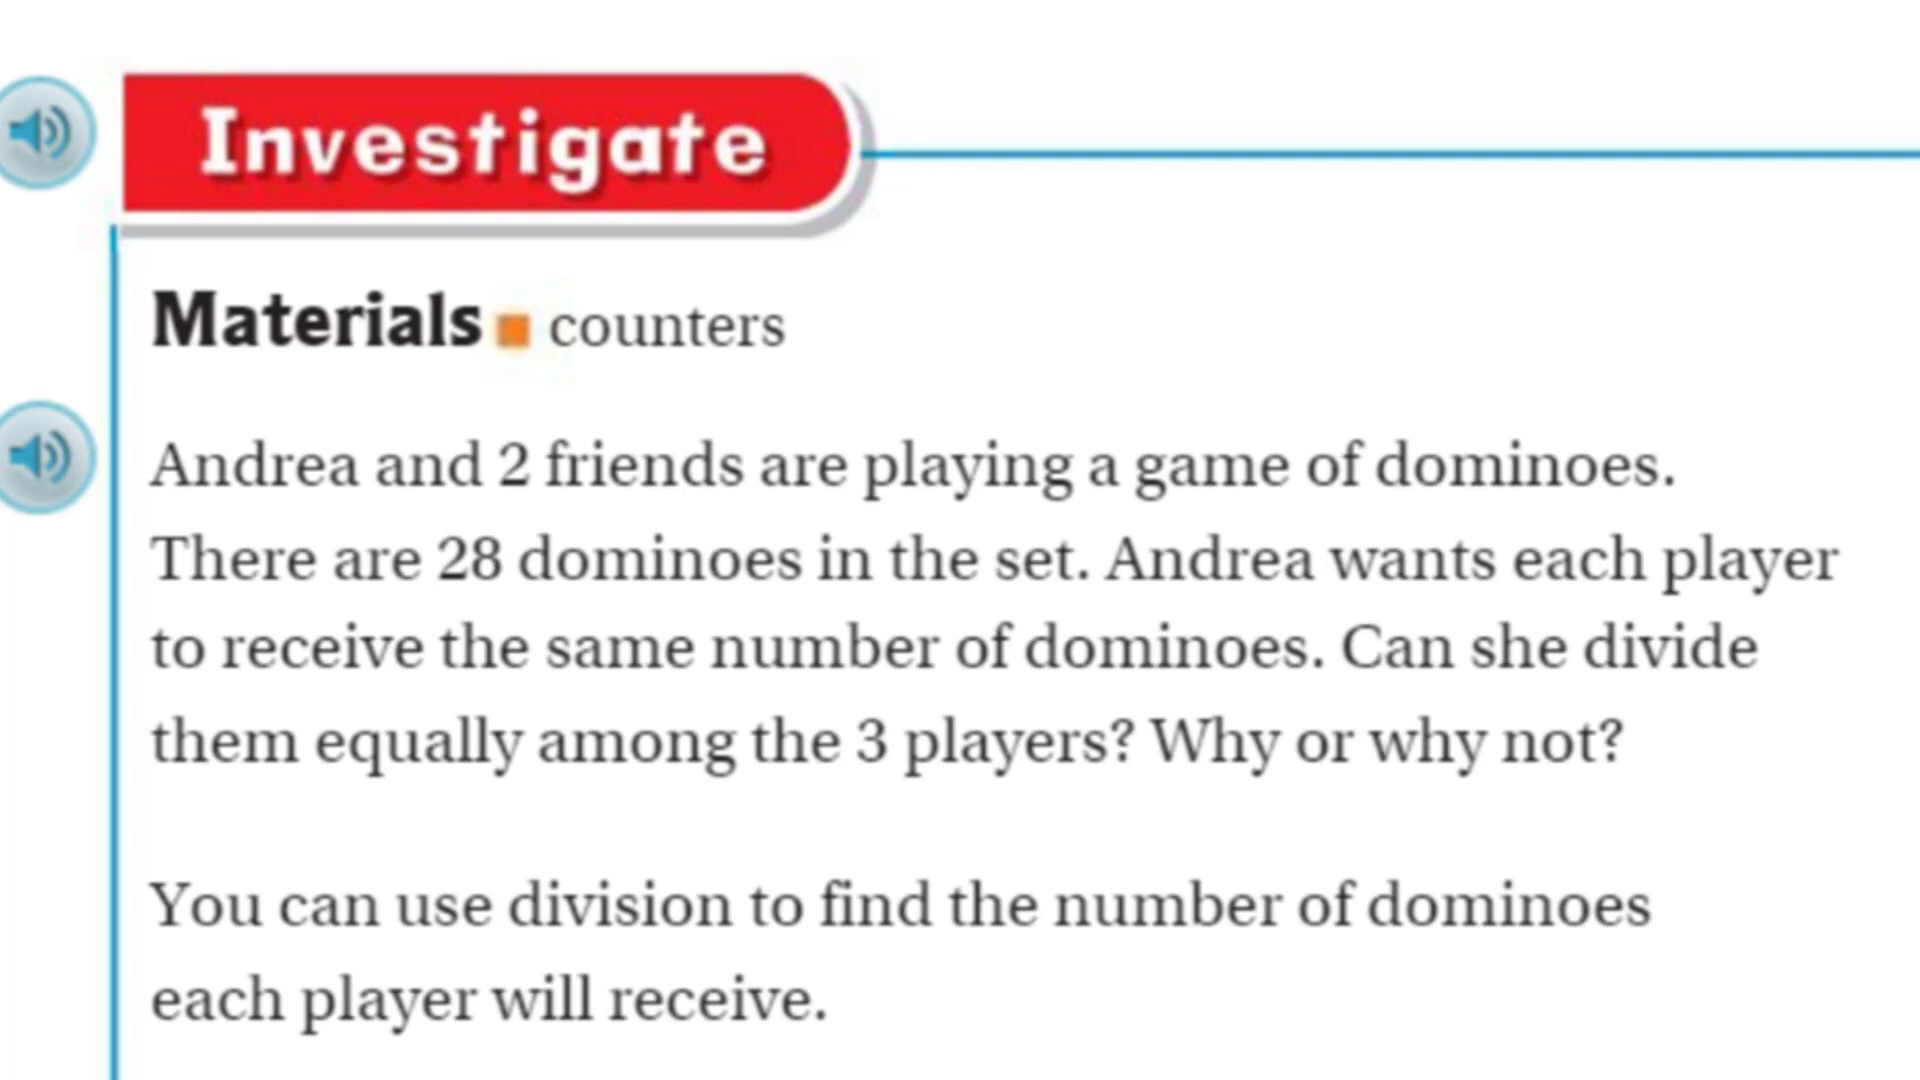 Investigate
Materials ■ counters
Andrea and 2 friends are playing a game of dominoes.
There are 28 dominoes in the set. Andrea wants each player
to receive the same number of dominoes. Can she divide
them equally among the 3 players? Why or why not?
You can use division to find the number of dominoes
each player will receive.